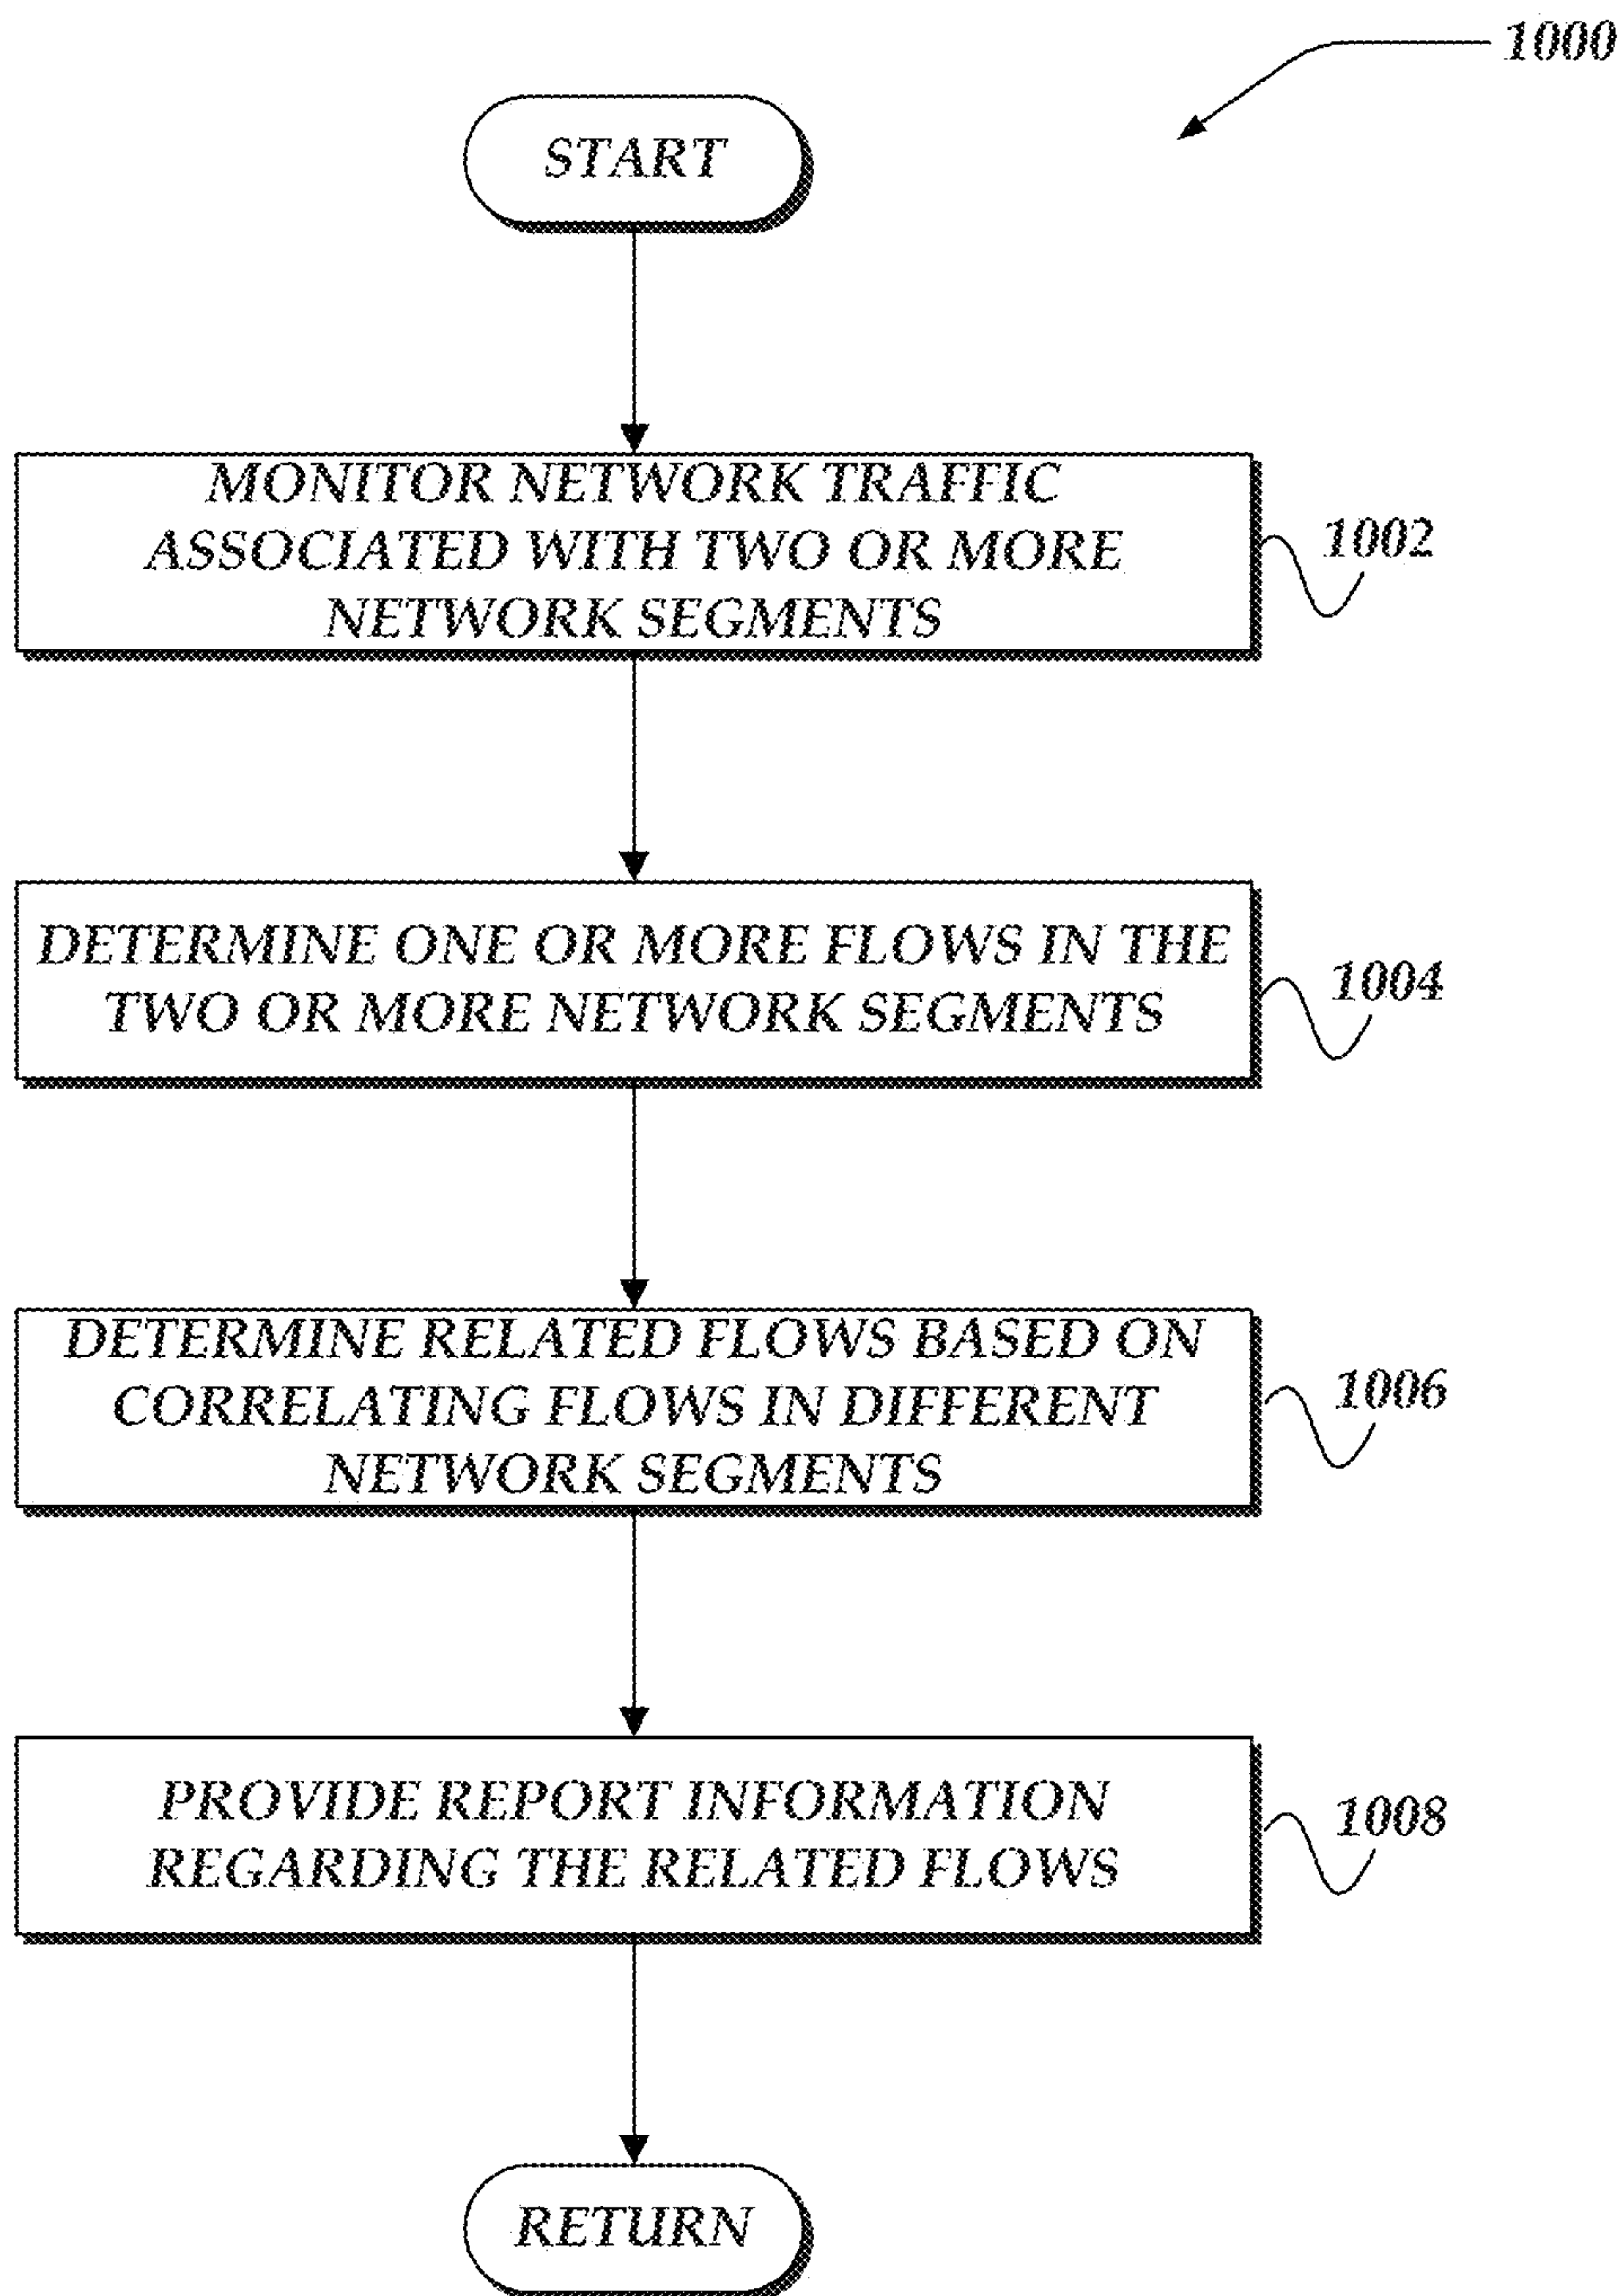 1000
START
MONITOR NETWORK TRAFFIC
ASSOCIATED WITH TWO OR MORE
NETWORK SEGMENTS
1002
DETERMINE ONE OR MORE FLOWS IN THE
TWO OR MORE NETWORK SEGMENTS
1004
DETERMINE RELATED FLOWS BASED ON
CORRELATING FLOWS IN DIFFERENT
NETWORK SEGMENTS
1006
PROVIDE REPORT INFORMATION
REGARDING THE RELATED FLOWS
1008
RETURN